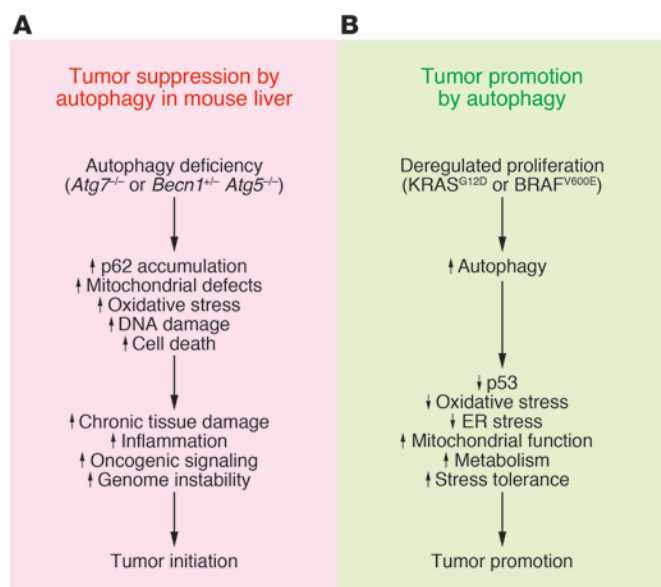 A
Tumor suppression by
autophagy in mouse liver
Autophagy deficiency
(Atg7–/– or Becn1+/– Atg5–/–)
↑ p62 accumulation
↑ Mitochondrial defects
↑ Oxidative stress
↑ DNA damage
↑ Cell death
↑ Chronic tissue damage
↑ Inflammation
↑ Oncogenic signaling
↑ Genome instability
Tumor initiation
B
Tumor promotion
by autophagy
Deregulated proliferation
(KRASG12D or BRAFV600E)
↑ Autophagy
↓ p53
↓ Oxidative stress
↓ ER stress
↑ Mitochondrial function
↑ Metabolism
↑ Stress tolerance
Tumor promotion